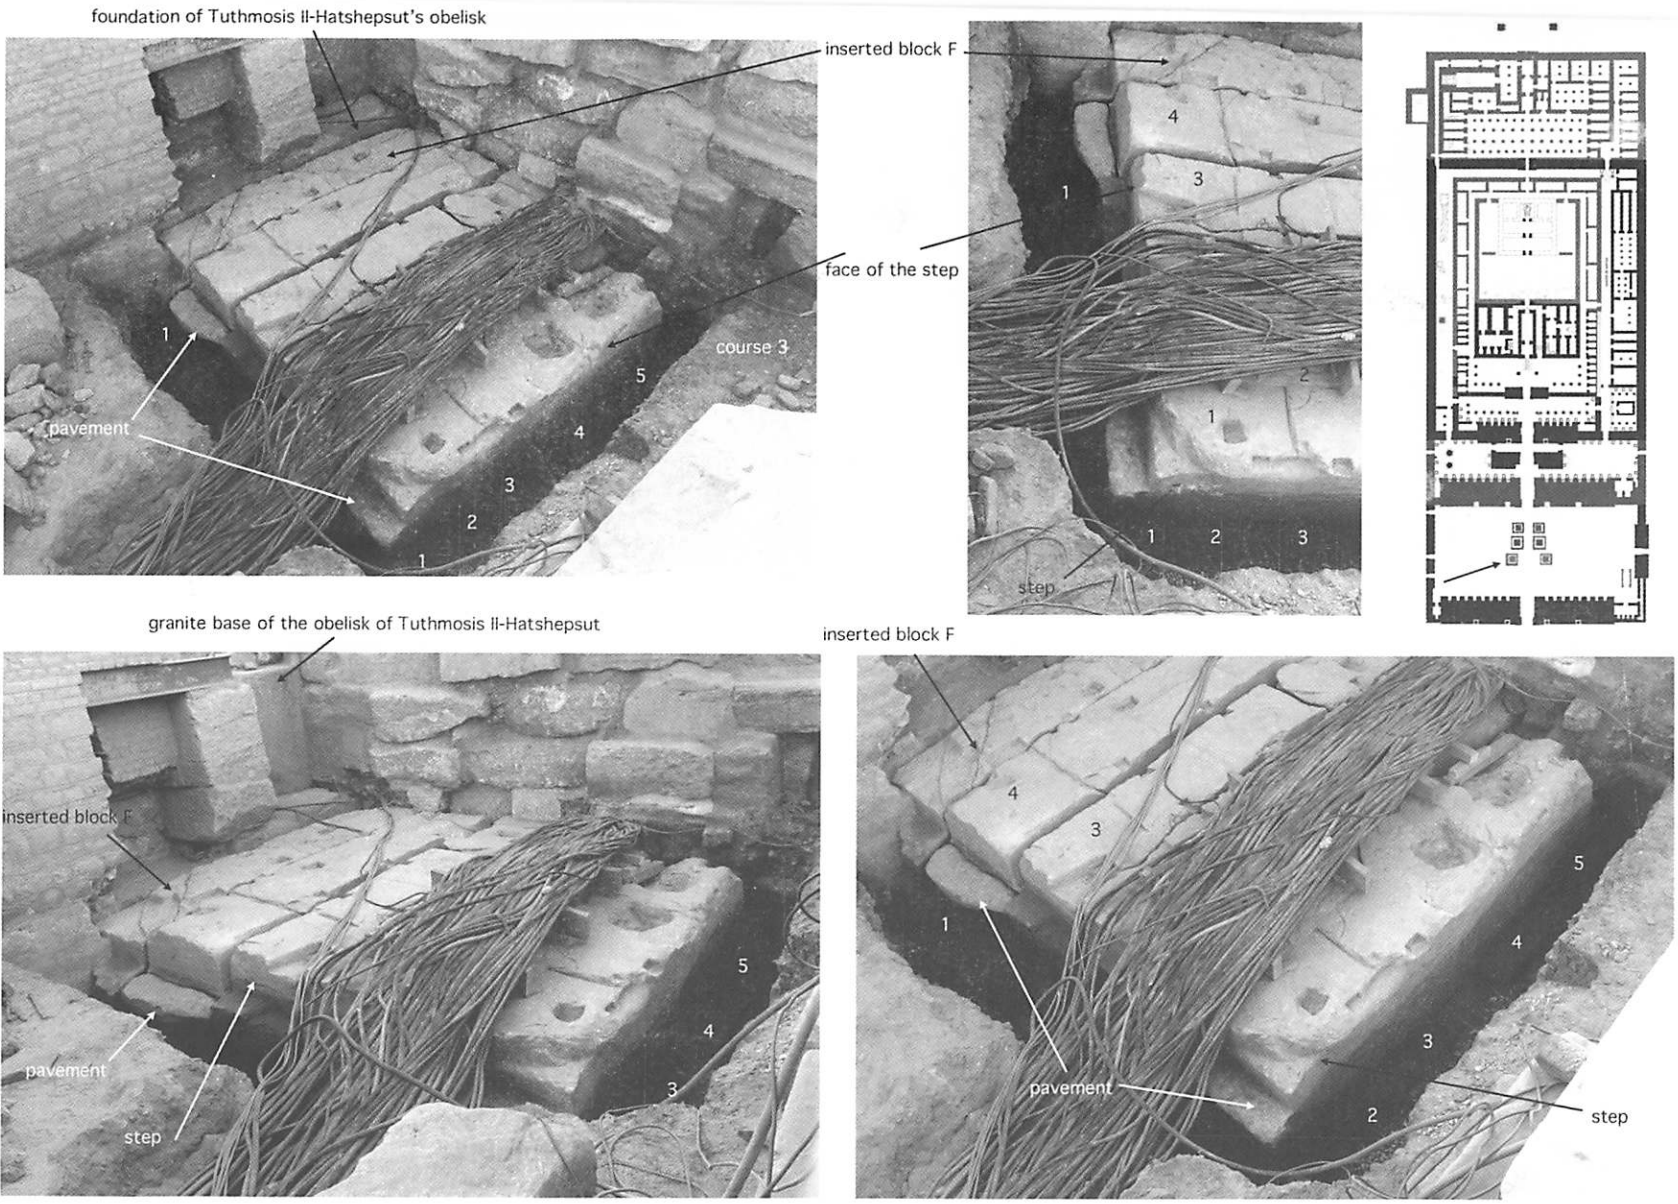 foundation of Tuthmosis II-Hatshepsut's obelisk
inserted block F
4
3
1
1
face of the step
course 3
5
pavement
4
3
2
1
2
1
1
2
3
step
granite base of the obelisk of Tuthmosis II-Hatshepsut
inserted block F
inserted block F
4
3
5
1
4
5
4
3
pavement
3
step
pavement
2
step